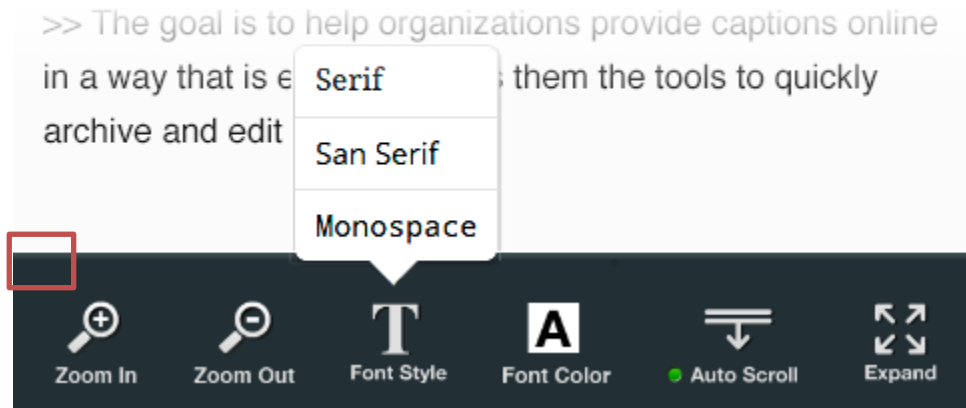 >> The goal is to help organizations provide captions online
in a way that is e s them the tools to quickly
archive and edit
Serif
San Serif
Monospace
Zoom In
Zoom Out
Font Style
Font Color
Auto Scroll
Expand